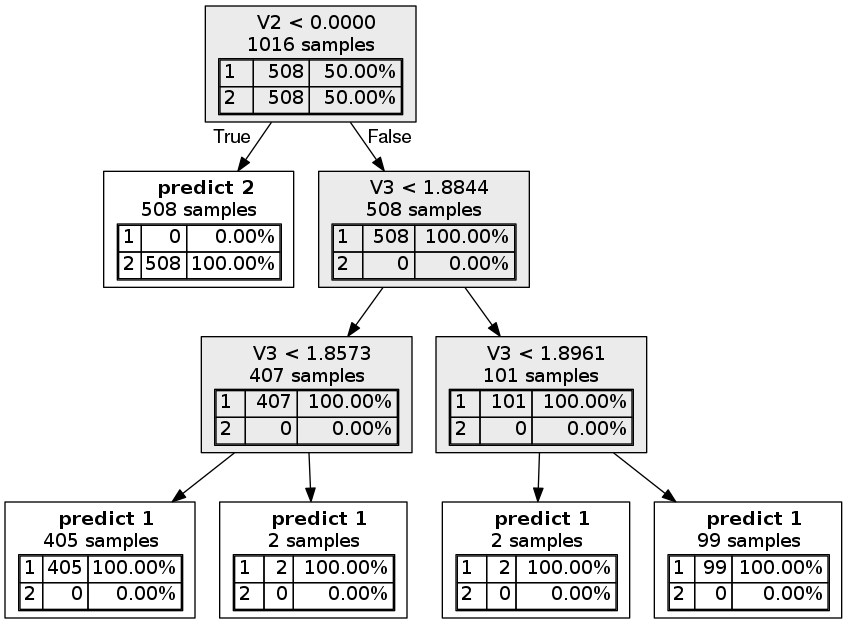 V2 < 0.0000
1016 samples
1 508 50.00%
2 508 50.00%
True False
predict 2
508 samples
1 0 0.00%
2 508 100.00%
V3 < 1.8844
508 samples
1 508 100.00%
2 0 0.00%
V3 < 1.8573
407 samples
1 407 100.00%
2 0 0.00%
V3 < 1.8961
101 samples
1 101 100.00%
2 0 0.00%
predict 1
405 samples
1 405 100.00%
2 0 0.00%
predict 1
2 samples
1 2 100.00%
2 0 0.00%
predict 1
2 samples
1 2 100.00%
2 0 0.00%
predict 1
99 samples
1 99 100.00%
2 0 0.00%